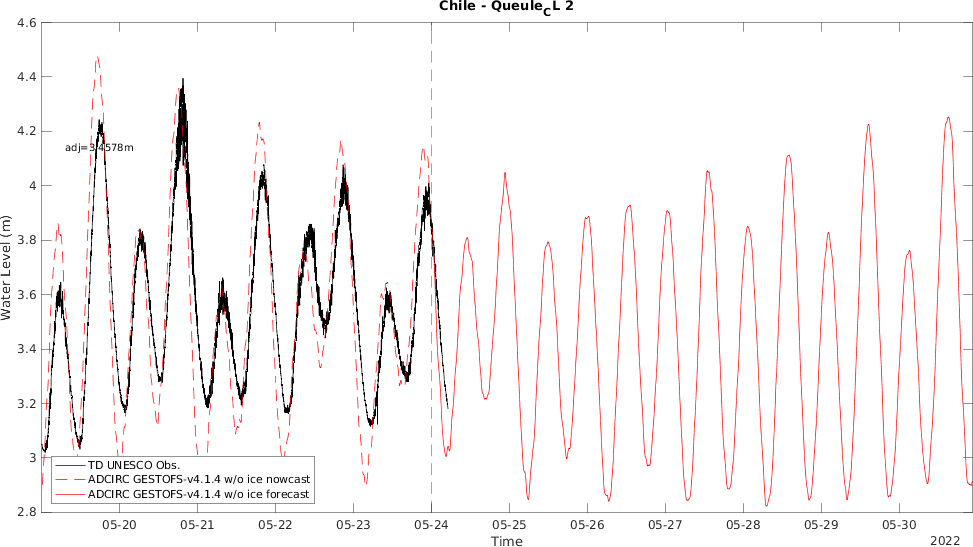 Chile - Queule_CL 2
4.6
4.4
4.2
4
3.8
3.6
3.4
3.2
3
2.8
Water Level (m)
adj=3.4578m
TD UNESCO Obs.
ADCIRC GESTOFS-v4.1.4 w/o ice nowcast
ADCIRC GESTOFS-v4.1.4 w/o ice forecast
05-20 05-21 05-22 05-23 05-24 05-25 05-26 05-27 05-28 05-29 05-30
Time
2022